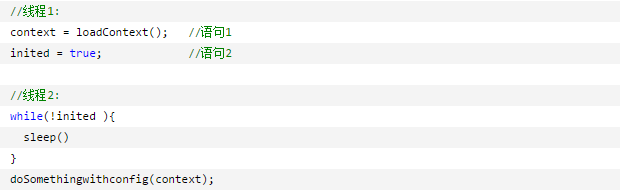 //线程1:
context = loadContext();   //语句1
inited = true;             //语句2
//线程2:
while(!inited ){
  sleep()
}
doSomethingwithconfig(context);